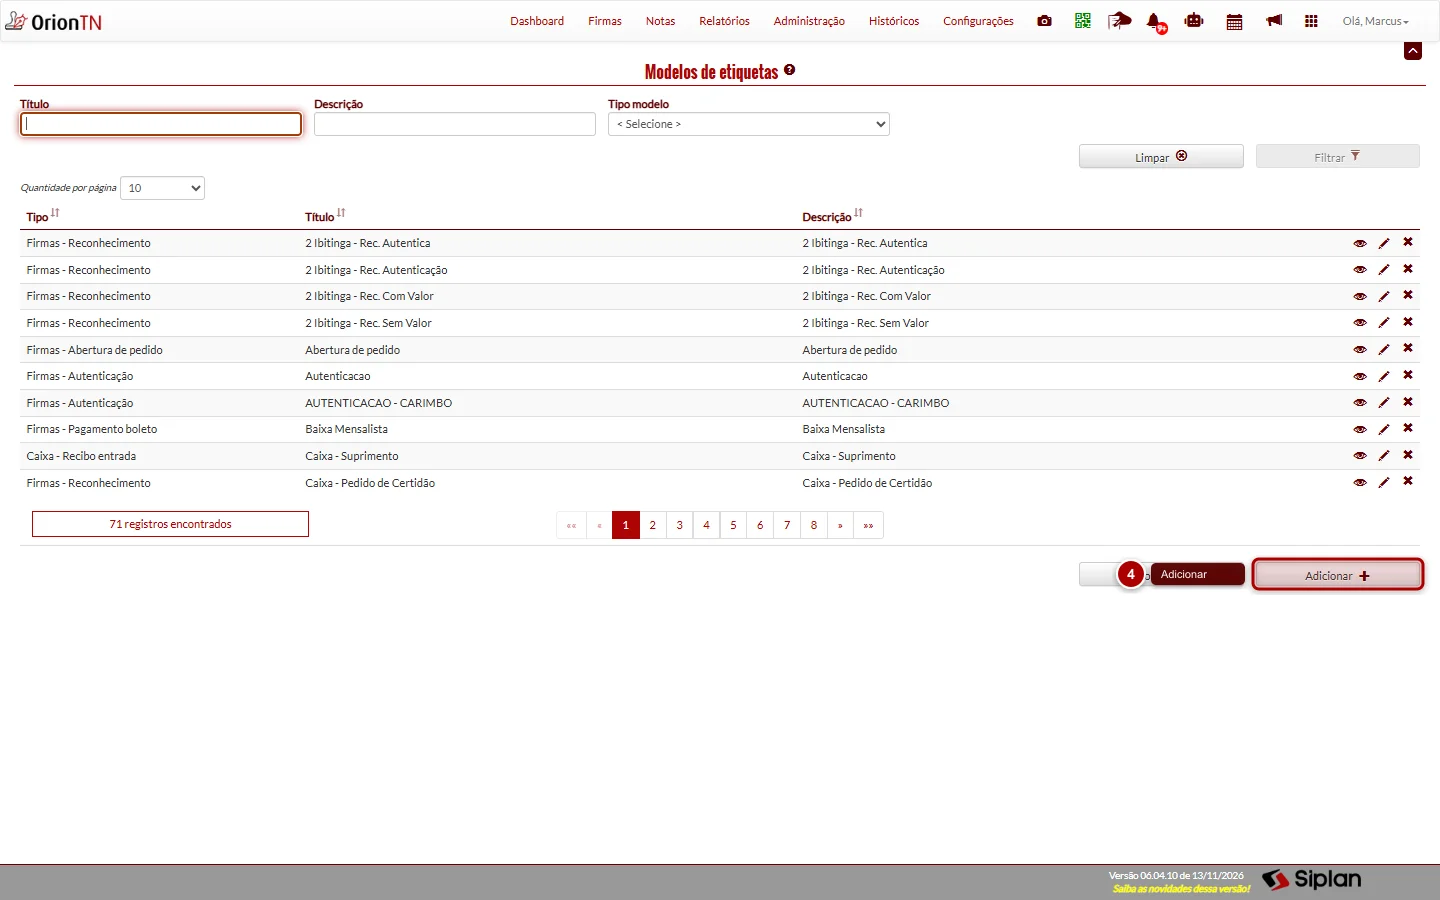 OrionTN
Dashboard Firmas Notas Relatórios Administração Históricos Configurações 9+ Olá, Marcus
Modelos de etiquetas ?
Título Descrição Tipo modelo
< Selecione >
Limpar Filtrar
Quantidade por página 10
Tipo Título Descrição
Firmas - Reconhecimento 2 Ibitinga - Rec. Autentica 2 Ibitinga - Rec. Autentica
Firmas - Reconhecimento 2 Ibitinga - Rec. Autenticação 2 Ibitinga - Rec. Autenticação
Firmas - Reconhecimento 2 Ibitinga - Rec. Com Valor 2 Ibitinga - Rec. Com Valor
Firmas - Reconhecimento 2 Ibitinga - Rec. Sem Valor 2 Ibitinga - Rec. Sem Valor
Firmas - Abertura de pedido Abertura de pedido Abertura de pedido
Firmas - Autenticação Autenticacao Autenticacao
Firmas - Autenticação AUTENTICACAO - CARIMBO AUTENTICACAO - CARIMBO
Firmas - Pagamento boleto Baixa Mensalista Baixa Mensalista
Caixa - Recibo entrada Caixa - Suprimento Caixa - Suprimento
Firmas - Reconhecimento Caixa - Pedido de Certidão Caixa - Pedido de Certidão
71 registros encontrados «« « 1 2 3 4 5 6 7 8 » »»
4 Adicionar Adicionar +
Versão 06.04.10 de 13/11/2026
Saiba as novidades dessa versão!
Siplan